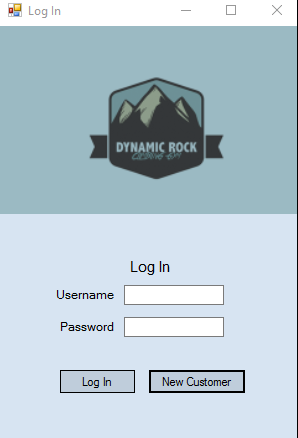 Log In
DYNAMIC ROCK
Log In
Username
Password
Log In
New Customer